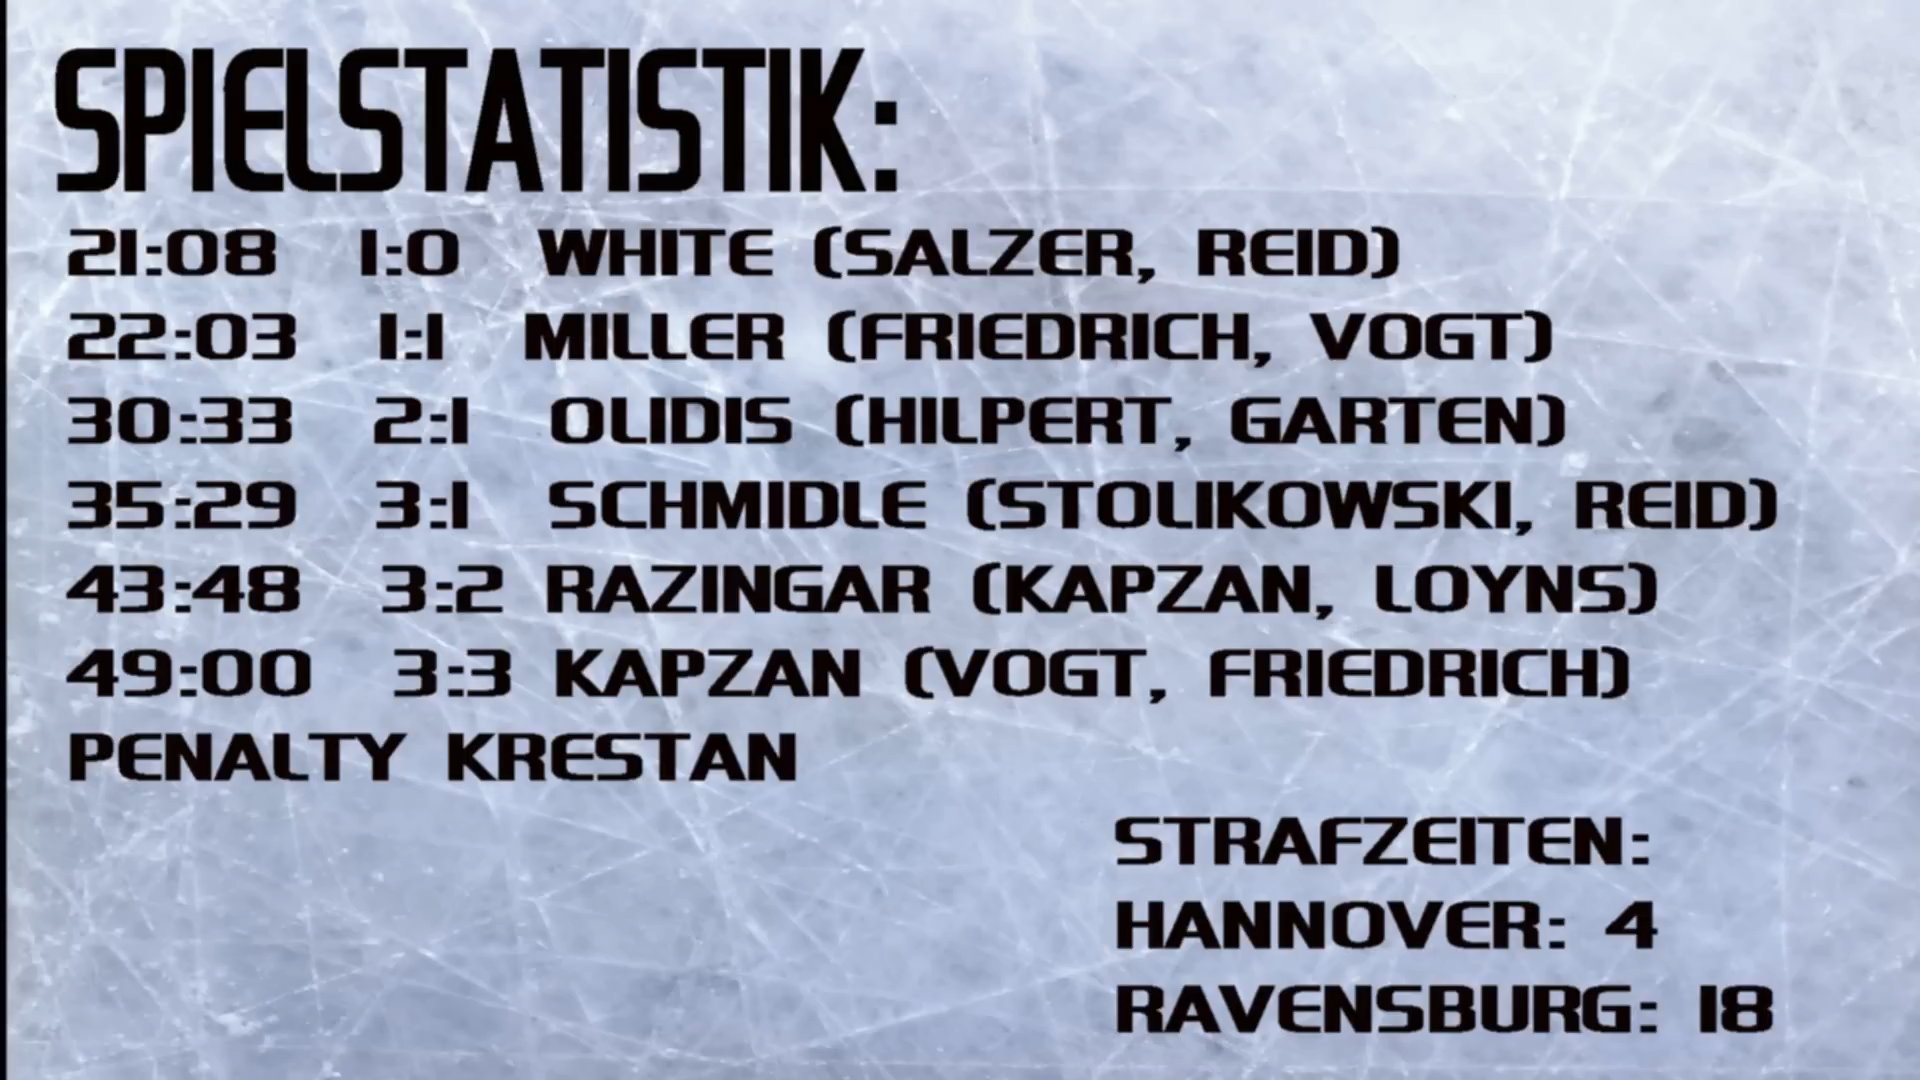 SPIELSTATISTIK:
21:08 1:0 WHITE (SALZER, REID)
22:03 1:1 MILLER (FRIEDRICH, VOGT)
30:33 2:1 OLIDIS (HILPERT, GARTEN)
35:29 3:1 SCHMIDLE (STOLIKOWSKI, REID)
43:48 3:2 RAZINGAR (KAPZAN, LOYNS)
49:00 3:3 KAPZAN (VOGT, FRIEDRICH)
PENALTY KRESTAN
STRAFZEITEN:
HANNOVER: 4
RAVENSBURG: 18